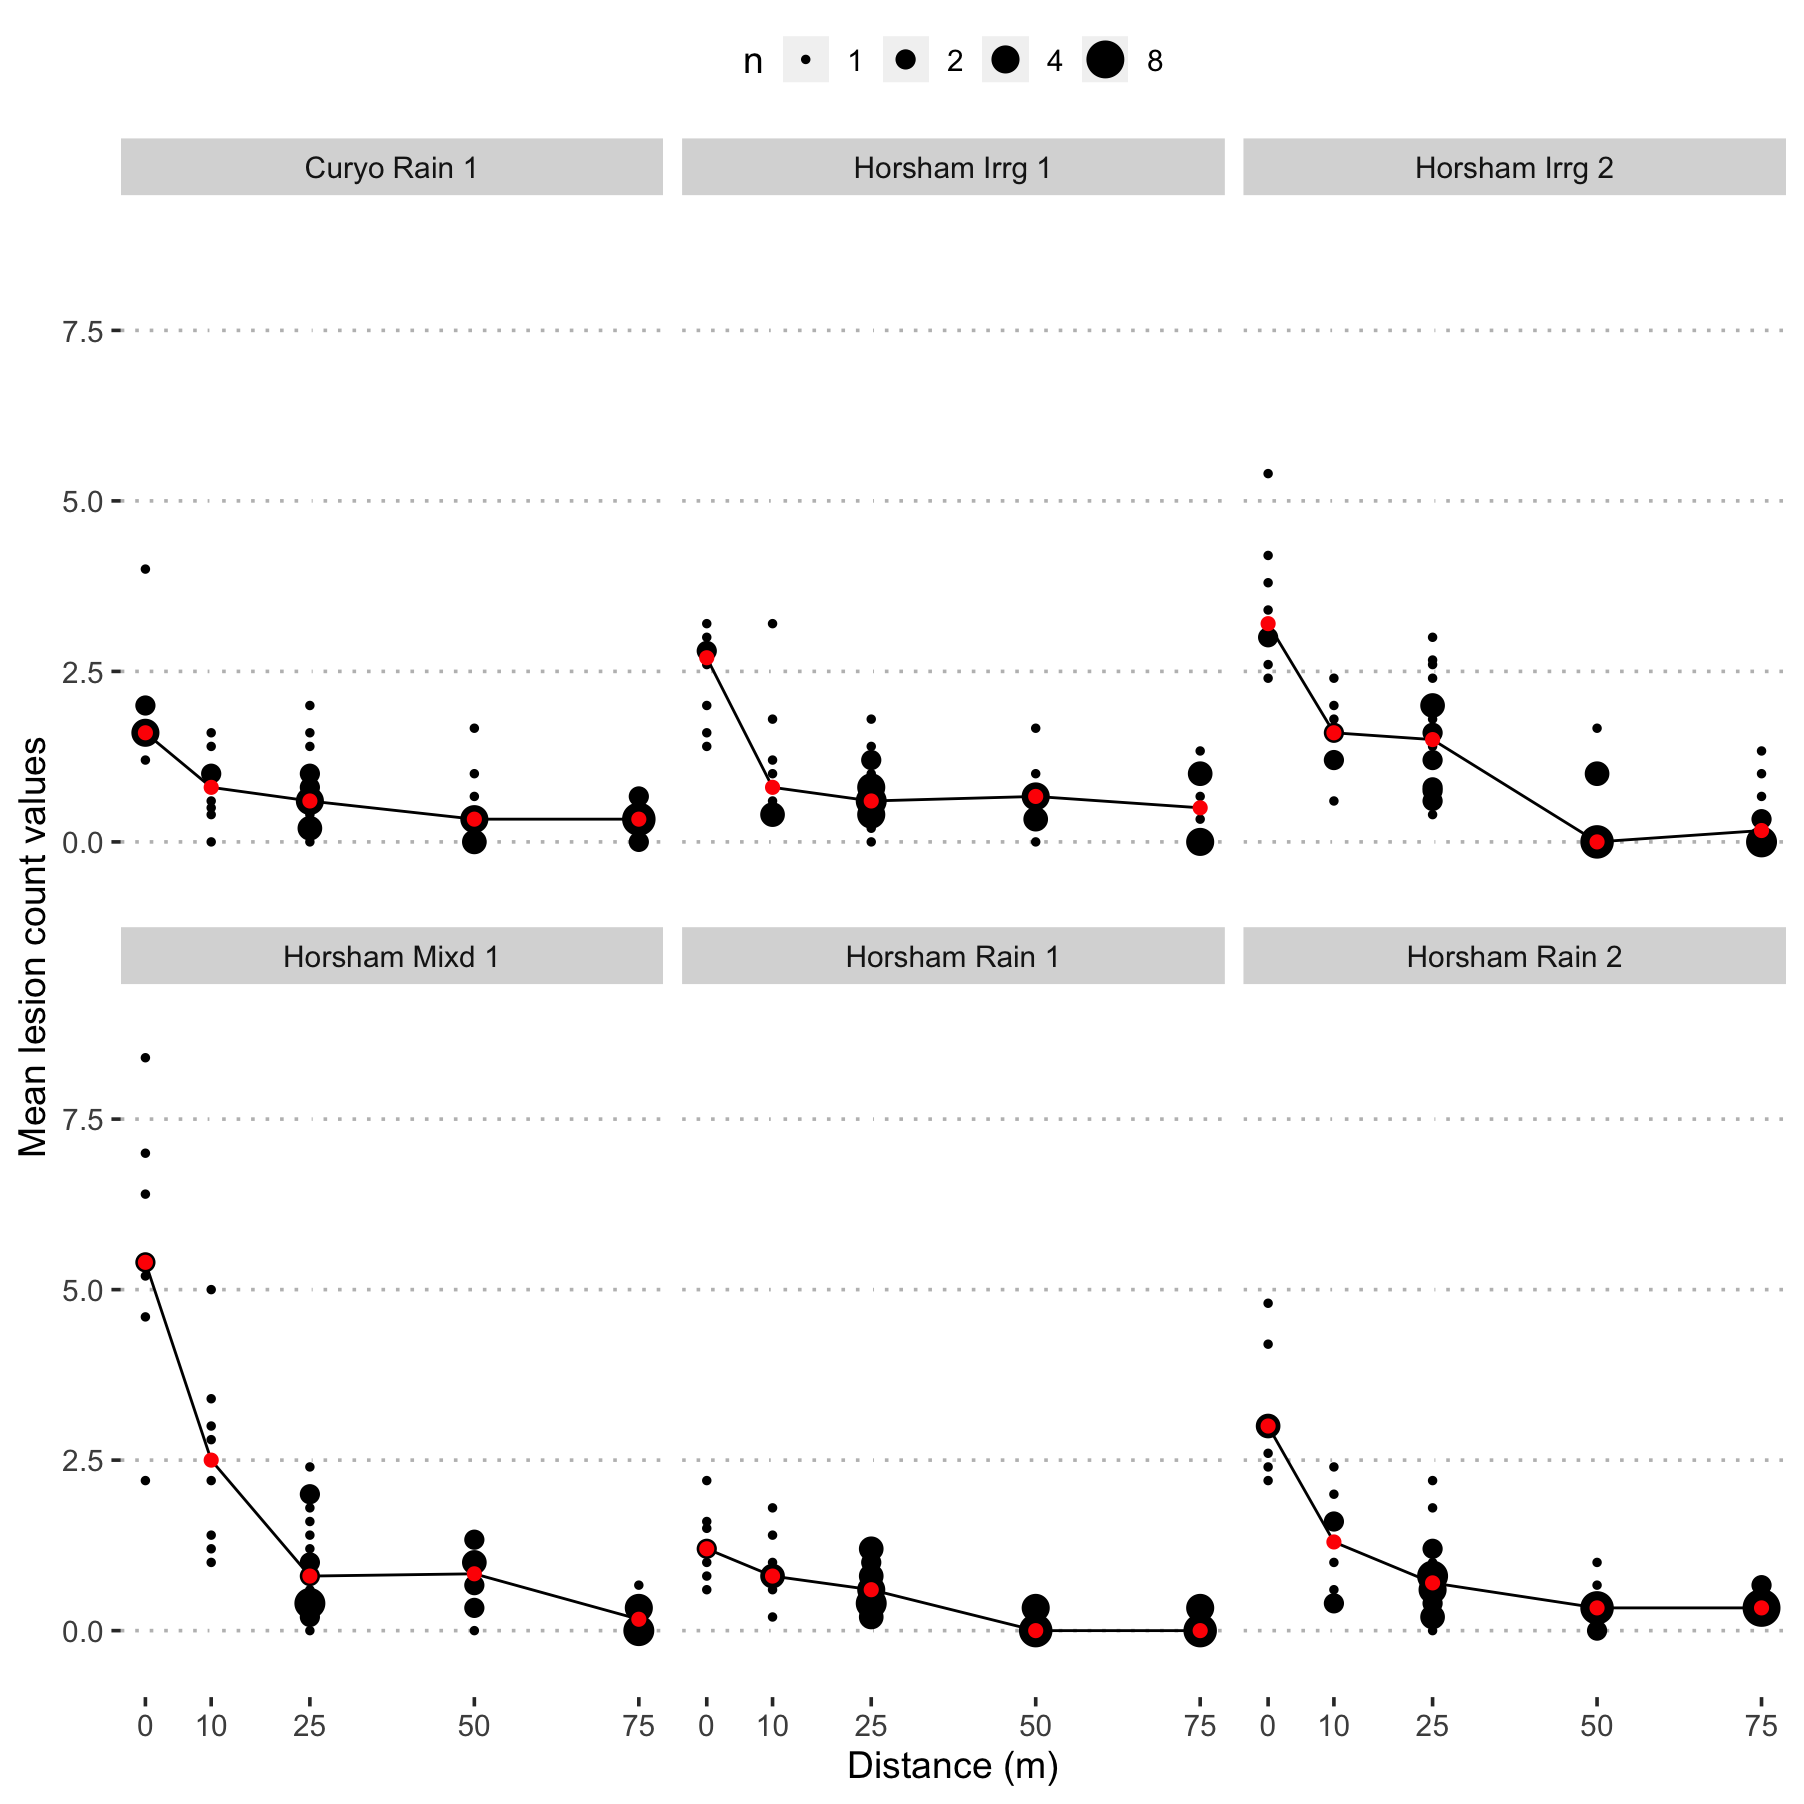 n 1 2 4 8
Curyo Rain 1 Horsham Irrg 1 Horsham Irrg 2
7.5
5.0
2.5
0.0
Mean lesion count values
Horsham Mixd 1 Horsham Rain 1 Horsham Rain 2
7.5
5.0
2.5
0.0
0 10 25 50 75 0 10 25 50 75 0 10 25 50 75
Distance (m)